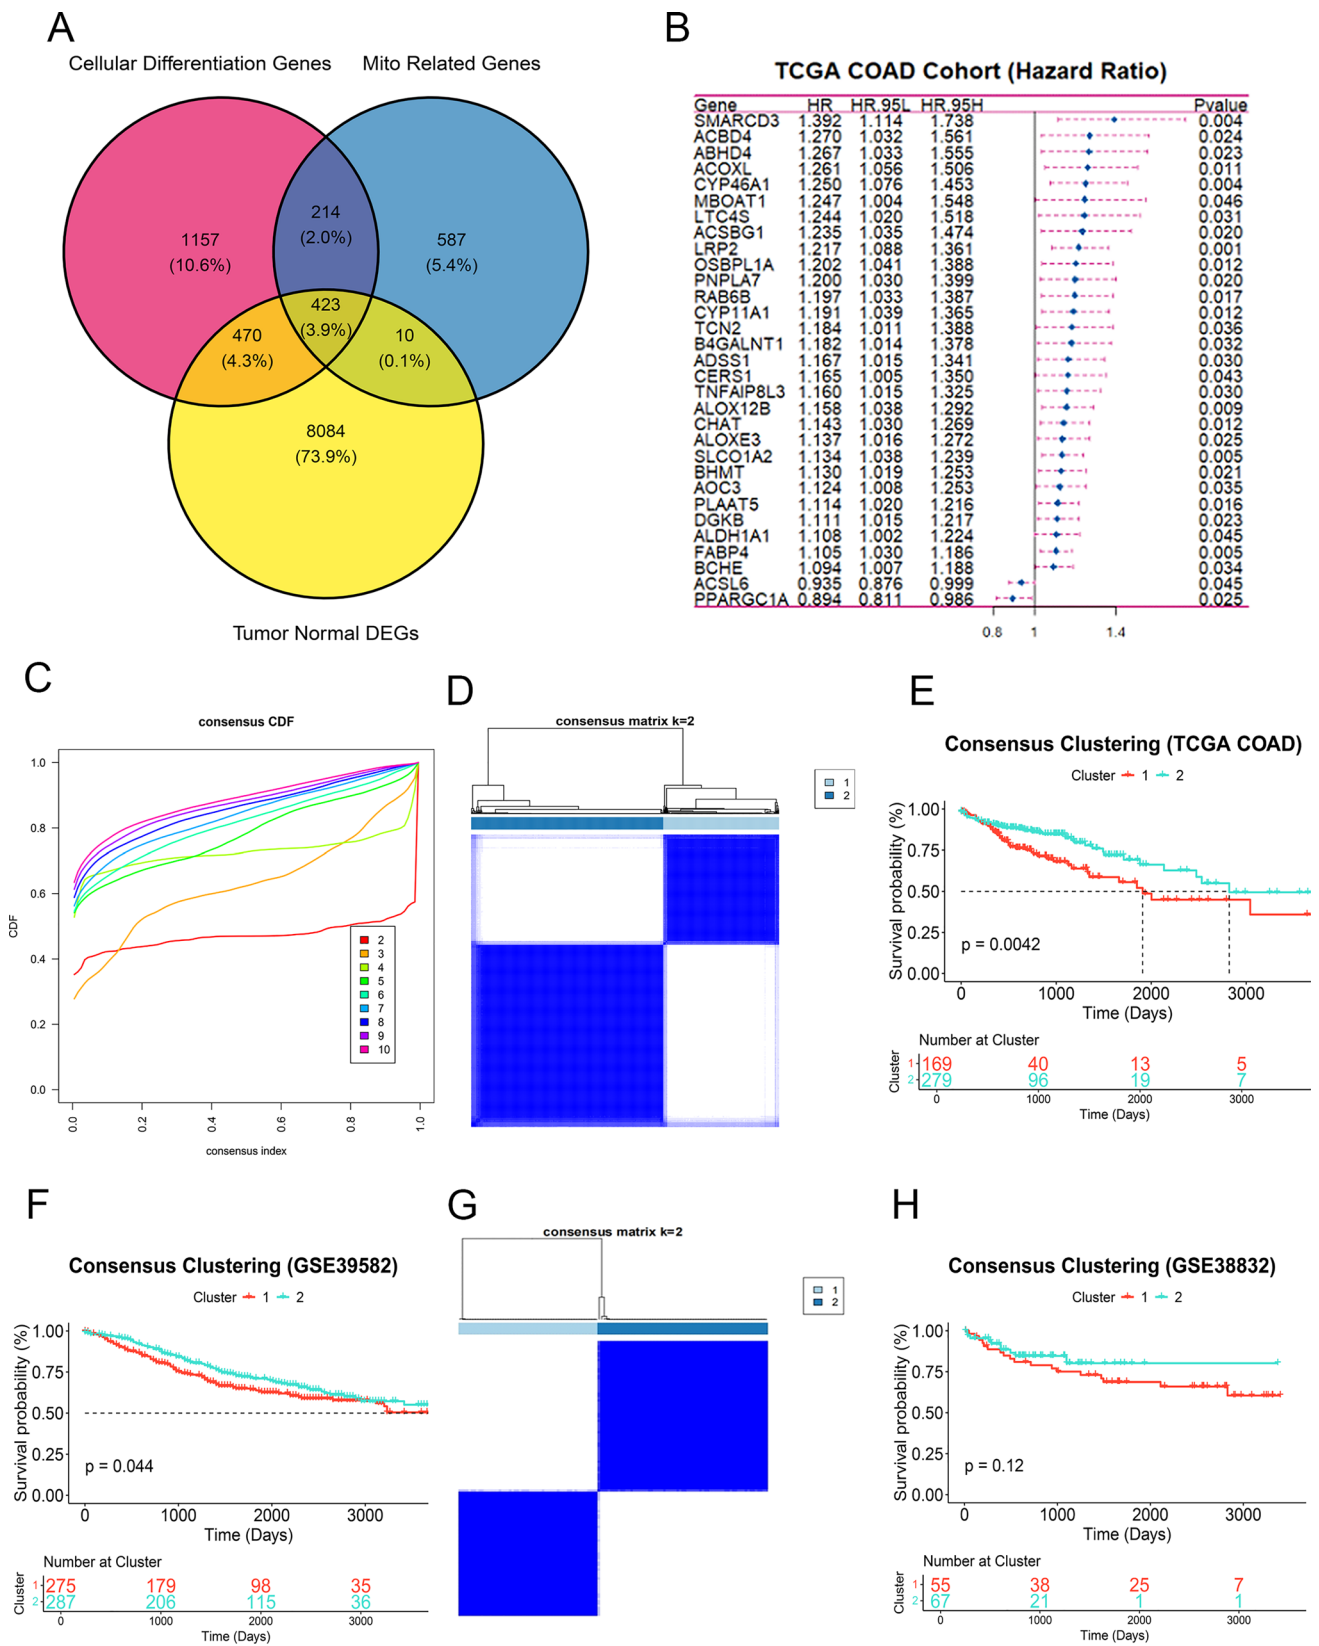 A
Cellular Differentiation Genes
Mito Related Genes
214
(2.0%)
1157
(10.6%)
587
(5.4%)
423
(3.9%)
470
(4.3%)
10
(0.1%)
8084
(73.9%)
Tumor Normal DEGs
B
TCGA COAD Cohort (Hazard Ratio)
Gene HR HR.95L HR.95H Pvalue
SMARCD3 1.392 1.114 1.738 0.004
ACBD4 1.270 1.032 1.561 0.024
ABHD4 1.267 1.033 1.555 0.023
ACOXL 1.261 1.056 1.506 0.011
CYP46A1 1.250 1.076 1.453 0.004
MBOAT1 1.247 1.004 1.548 0.046
LTC4S 1.244 1.020 1.518 0.031
ACSBG1 1.235 1.035 1.474 0.020
LRP2 1.217 1.088 1.361 0.001
OSBPL1A 1.202 1.041 1.388 0.012
PNPLA7 1.200 1.030 1.399 0.020
RAB6B 1.197 1.033 1.387 0.017
CYP11A1 1.191 1.039 1.365 0.012
TCN2 1.184 1.011 1.388 0.036
B4GALNT1 1.182 1.014 1.378 0.032
ADSS1 1.167 1.015 1.341 0.030
CERS1 1.165 1.005 1.350 0.043
TNFAIP8L3 1.160 1.015 1.325 0.030
ALOX12B 1.158 1.038 1.292 0.009
CHAT 1.143 1.030 1.269 0.012
ALOXE3 1.137 1.016 1.272 0.025
SLCO1A2 1.134 1.038 1.239 0.005
BHMT 1.130 1.019 1.253 0.021
AOC3 1.124 1.008 1.253 0.035
PLAAT5 1.114 1.020 1.216 0.016
DGKB 1.111 1.015 1.217 0.023
ALDH1A1 1.108 1.002 1.224 0.045
FABP4 1.105 1.030 1.186 0.005
BCHE 1.094 1.007 1.188 0.034
ACSL6 0.935 0.876 0.999 0.045
PPARGC1A 0.894 0.811 0.986 0.025
0.8 1 1.4
C
consensus CDF
CDF
1.0
0.8
0.6
0.4
0.2
0.0
2
3
4
5
6
7
8
9
10
0.0 0.2 0.4 0.6 0.8 1.0
consensus index
D
consensus matrix k=2
1
2
E
Consensus Clustering (TCGA COAD)
Cluster 1 2
Survival probability (%)
1.00
0.75
0.50
0.25
0.00
p = 0.0042
0 1000 2000 3000
Time (Days)
Number at Cluster
Cluster
1 169 40 13 5
2 279 96 19 7
0 1000 2000 3000
Time (Days)
F
Consensus Clustering (GSE39582)
Cluster 1 2
Survival probability (%)
1.00
0.75
0.50
0.25
0.00
p = 0.044
0 1000 2000 3000
Time (Days)
Number at Cluster
Cluster
1 275 179 98 35
2 287 206 115 36
0 1000 2000 3000
Time (Days)
G
consensus matrix k=2
1
2
H
Consensus Clustering (GSE38832)
Cluster 1 2
Survival probability (%)
1.00
0.75
0.50
0.25
0.00
p = 0.12
0 1000 2000 3000
Time (Days)
Number at Cluster
Cluster
1 55 38 25 7
2 67 21 1 1
0 1000 2000 3000
Time (Days)